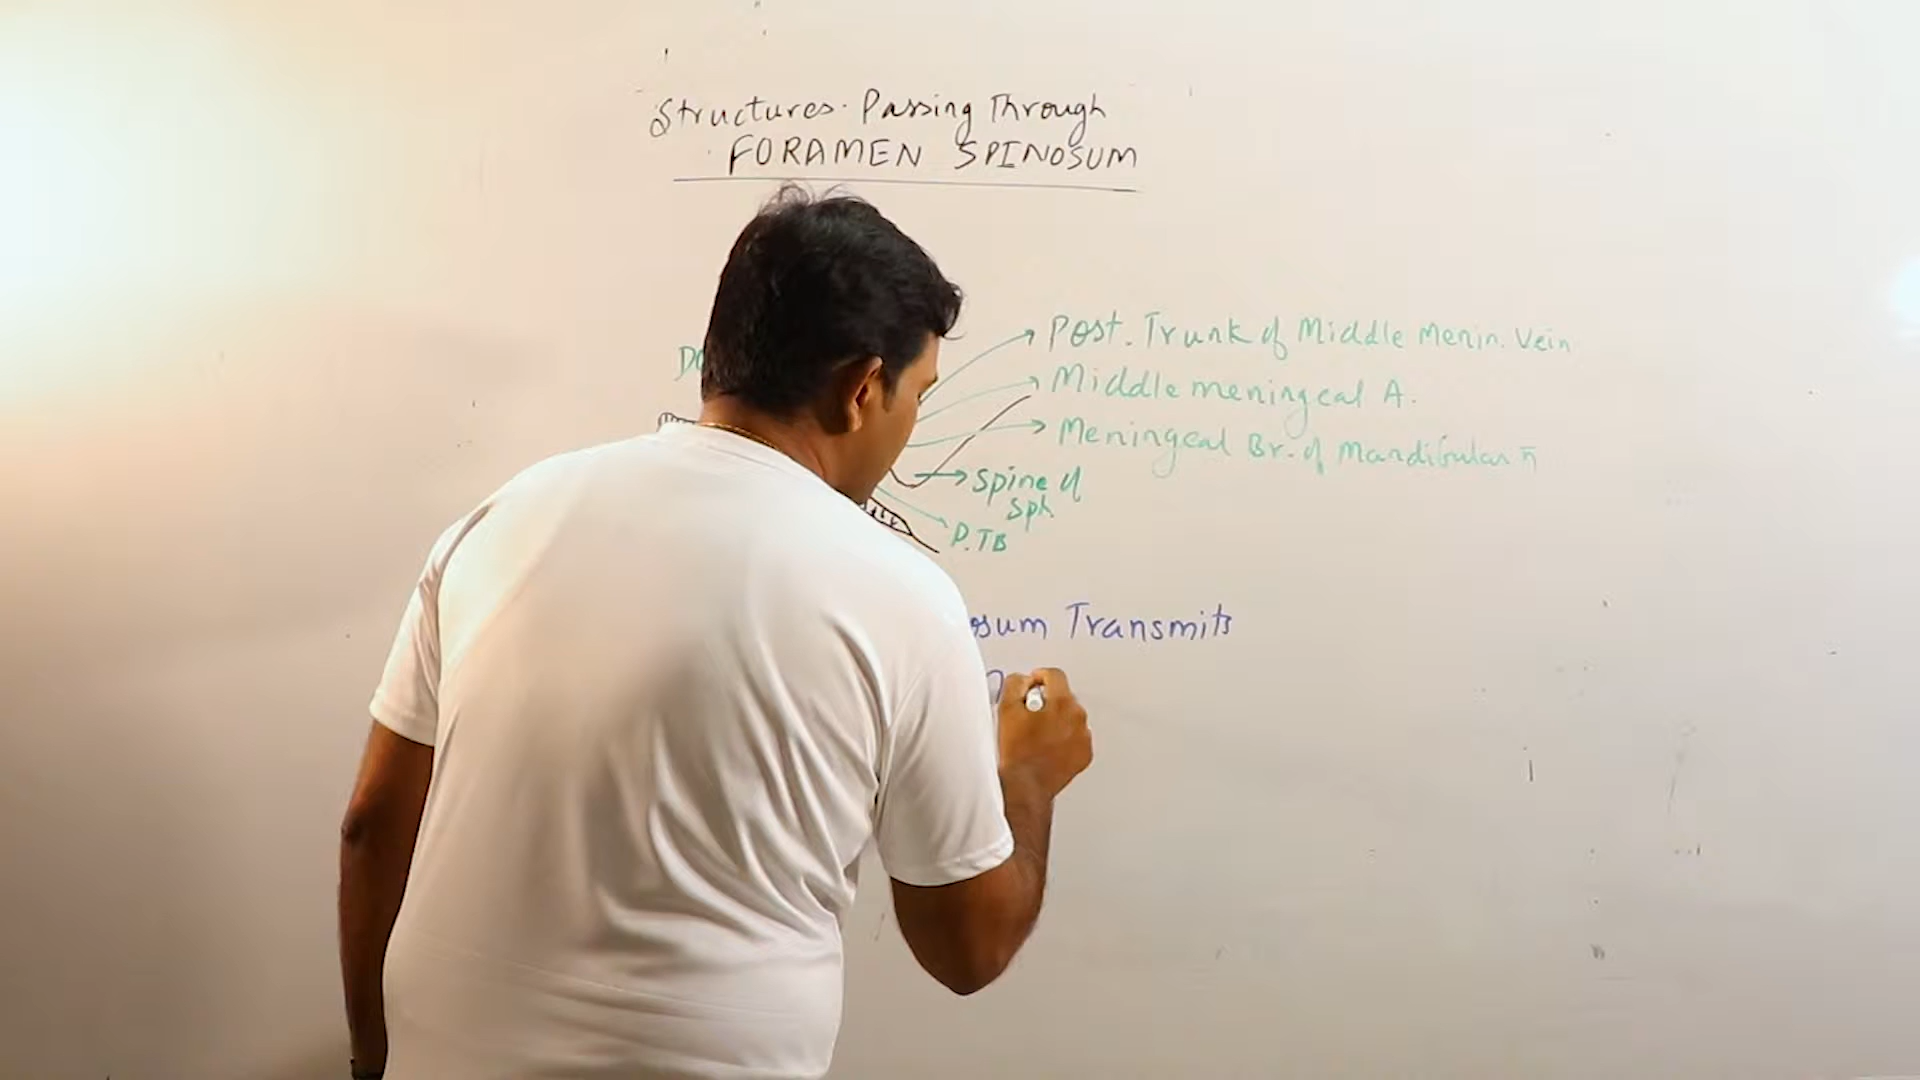 Structures Passing Through
FORAMEN SPINOSUM
Post. Trunk of Middle Menin. Vein
Middle meningeal A.
Meningeal Br. of Mandibular n
Spine of
Sph
P.TB
Transmits